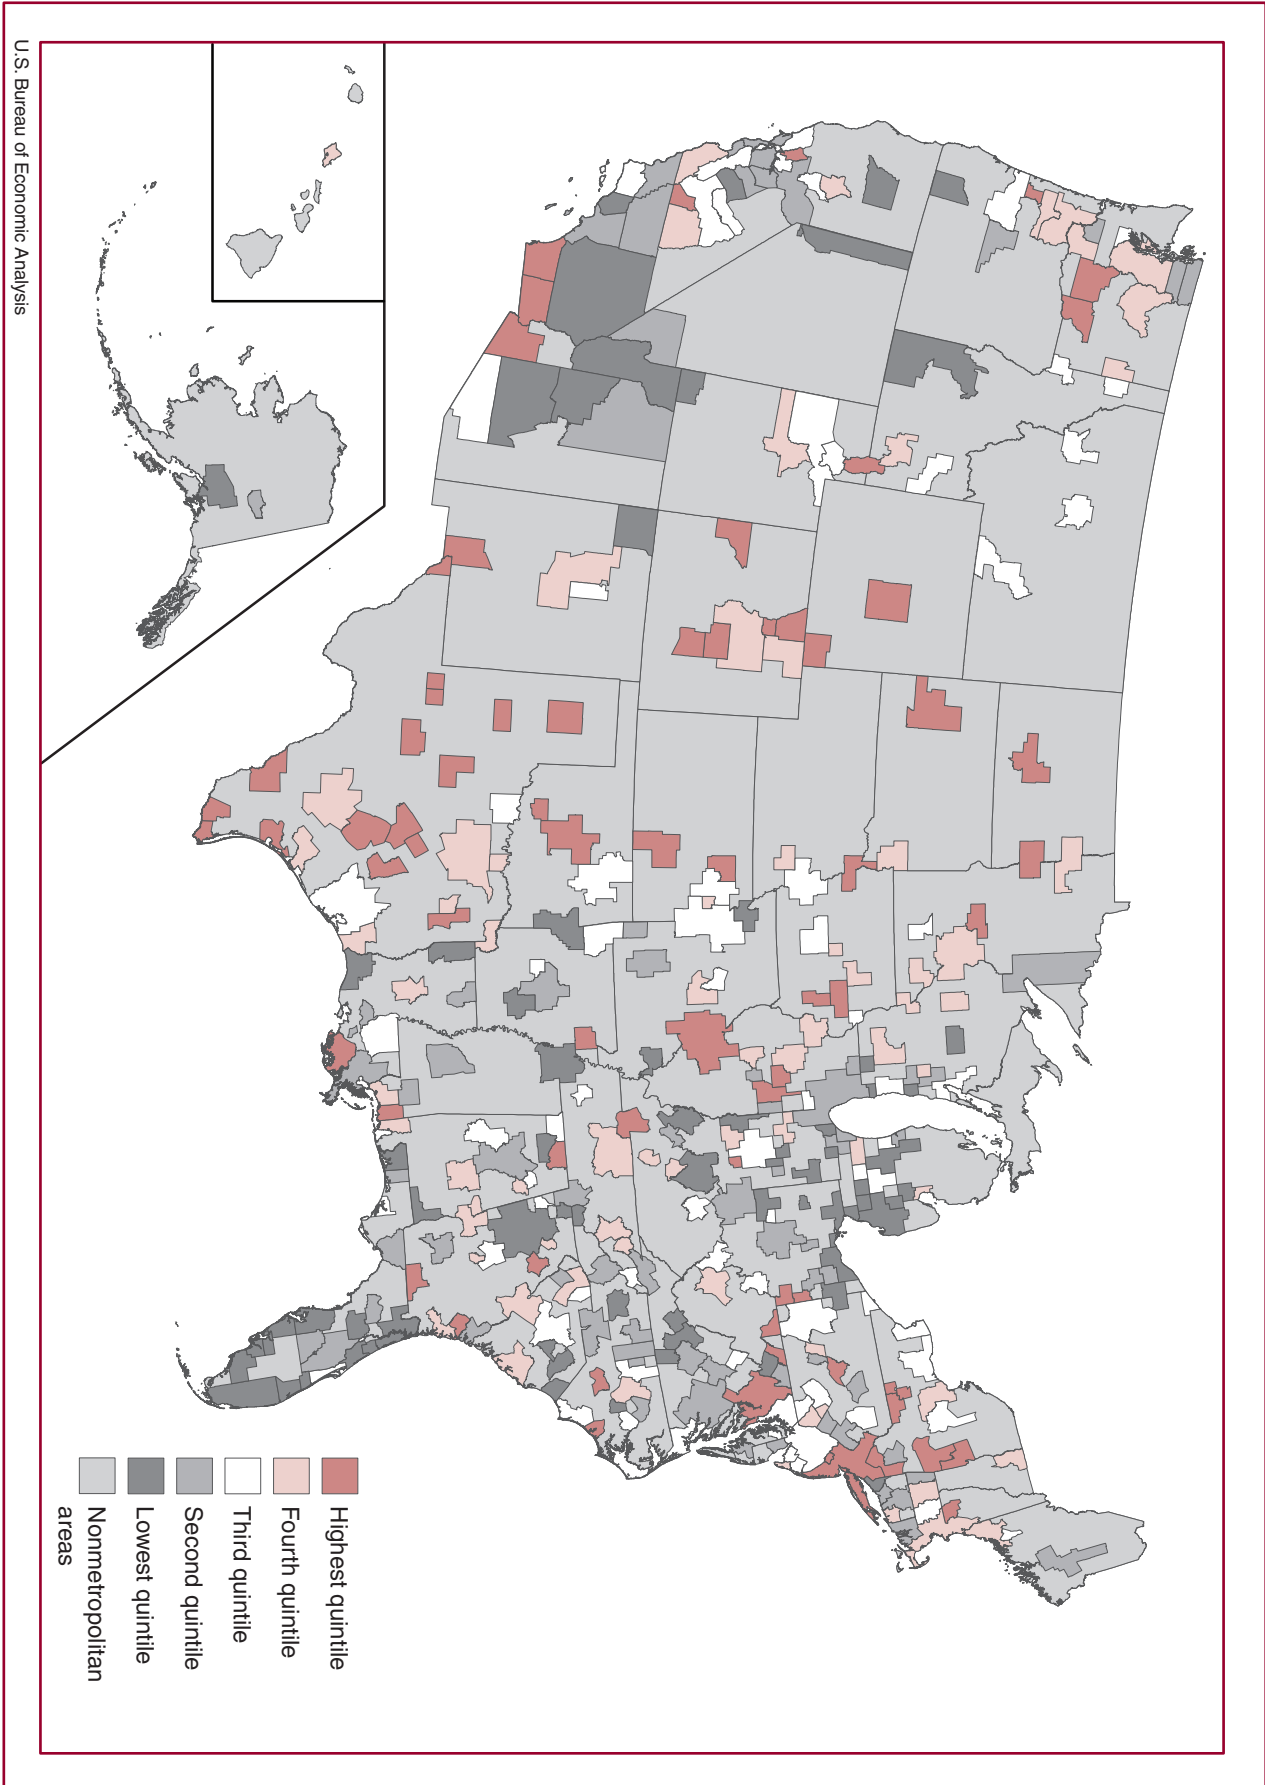 Highest quintile
Fourth quintile
Third quintile
Second quintile
Lowest quintile
Nonmetropolitan
areas
U.S. Bureau of Economic Analysis